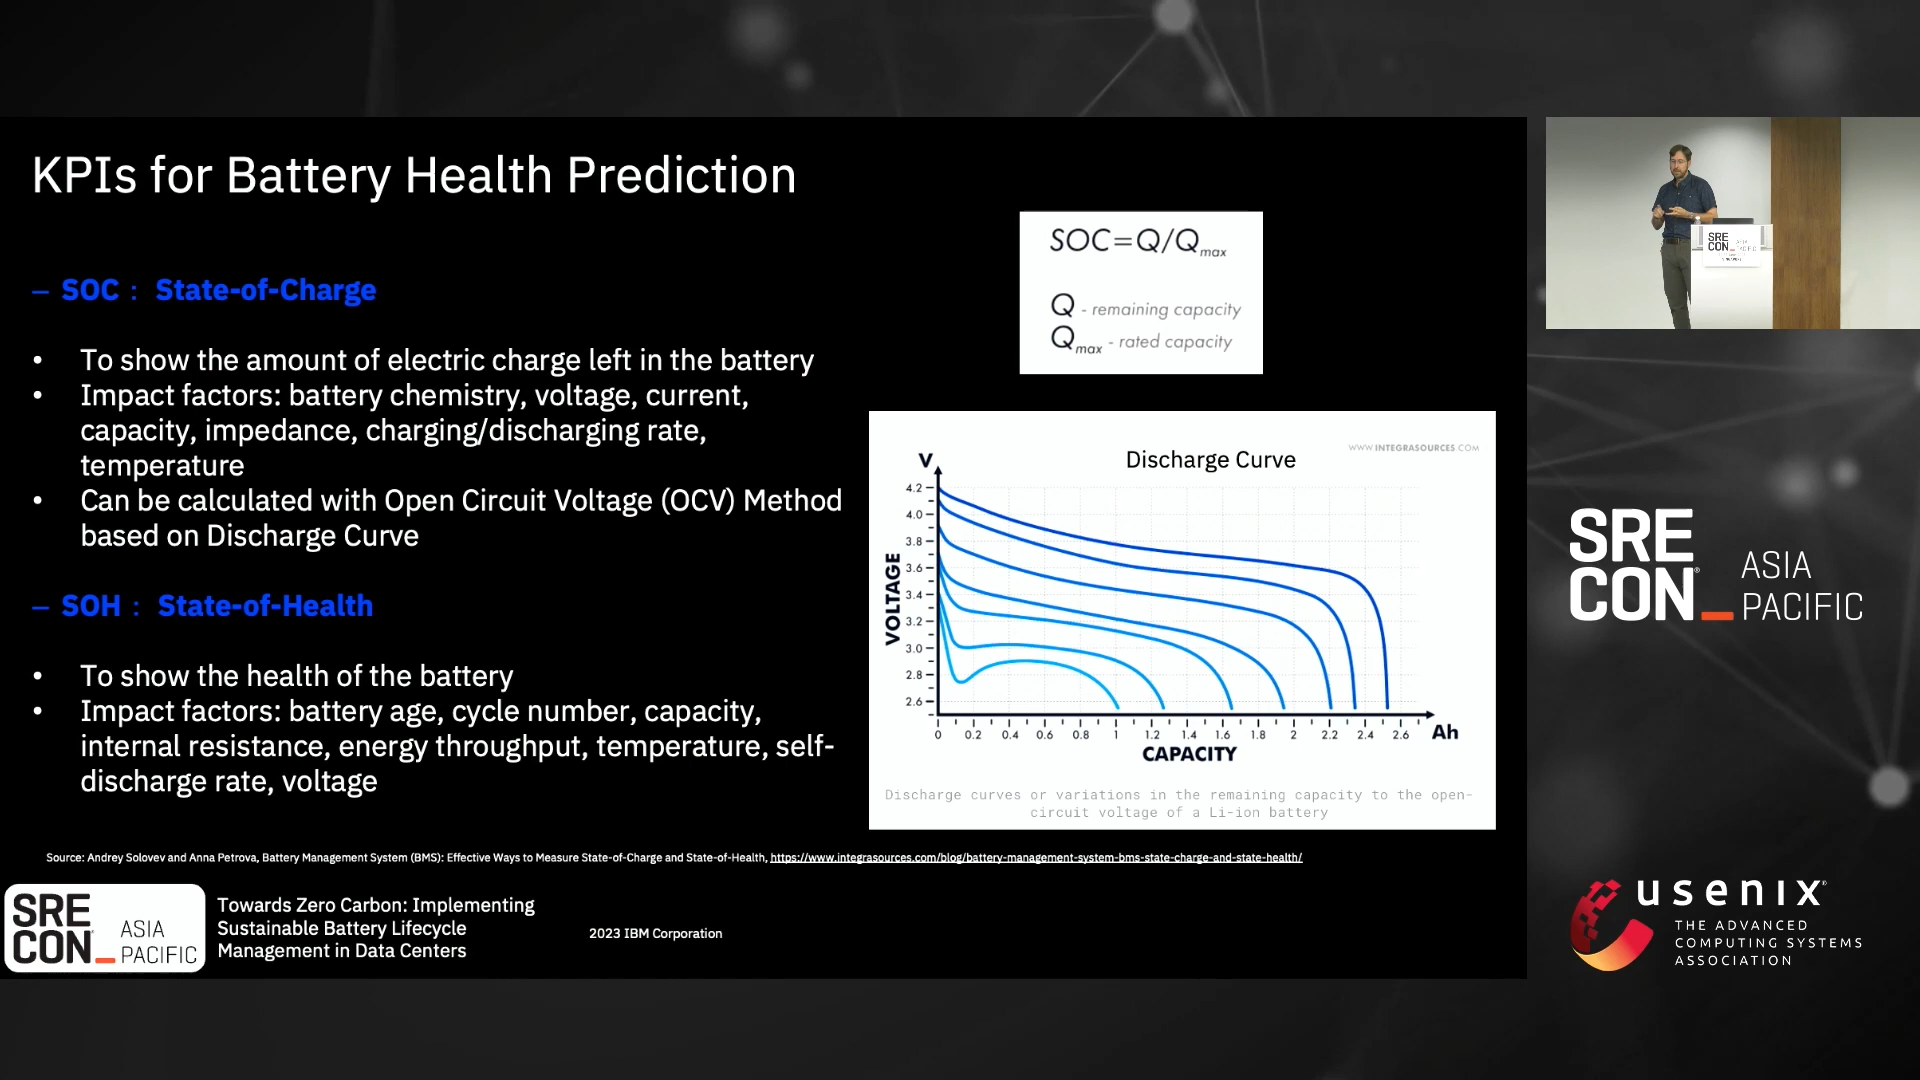 KPIs for Battery Health Prediction
– SOC : State-of-Charge
• To show the amount of electric charge left in the battery
• Impact factors: battery chemistry, voltage, current,
capacity, impedance, charging/discharging rate,
temperature
• Can be calculated with Open Circuit Voltage (OCV) Method
based on Discharge Curve
– SOH : State-of-Health
• To show the health of the battery
• Impact factors: battery age, cycle number, capacity,
internal resistance, energy throughput, temperature, self-
discharge rate, voltage
SOC=Q/Qmax
Q - remaining capacity
Qmax - rated capacity
WWW.INTEGRASOURCES.COM
Discharge Curve
V
4.2
4.0
3.8
3.6
3.4
3.2
3.0
2.8
2.6
VOLTAGE
0 0.2 0.4 0.6 0.8 1 1.2 1.4 1.6 1.8 2 2.2 2.4 2.6
Ah
CAPACITY
Discharge curves or variations in the remaining capacity to the open-
circuit voltage of a Li-ion battery
Source: Andrey Solovev and Anna Petrova, Battery Management System (BMS): Effective Ways to Measure State-of-Charge and State-of-Health, https://www.integrasources.com/blog/battery-management-system-bms-state-charge-and-state-health/
SRE
CON_ ASIA
PACIFIC
Towards Zero Carbon: Implementing
Sustainable Battery Lifecycle
Management in Data Centers
2023 IBM Corporation
SRE
CON_
ASIA
PACIFIC
SINGAPORE
SRE
CON®_ ASIA
PACIFIC
usenix®
THE ADVANCED
COMPUTING SYSTEMS
ASSOCIATION